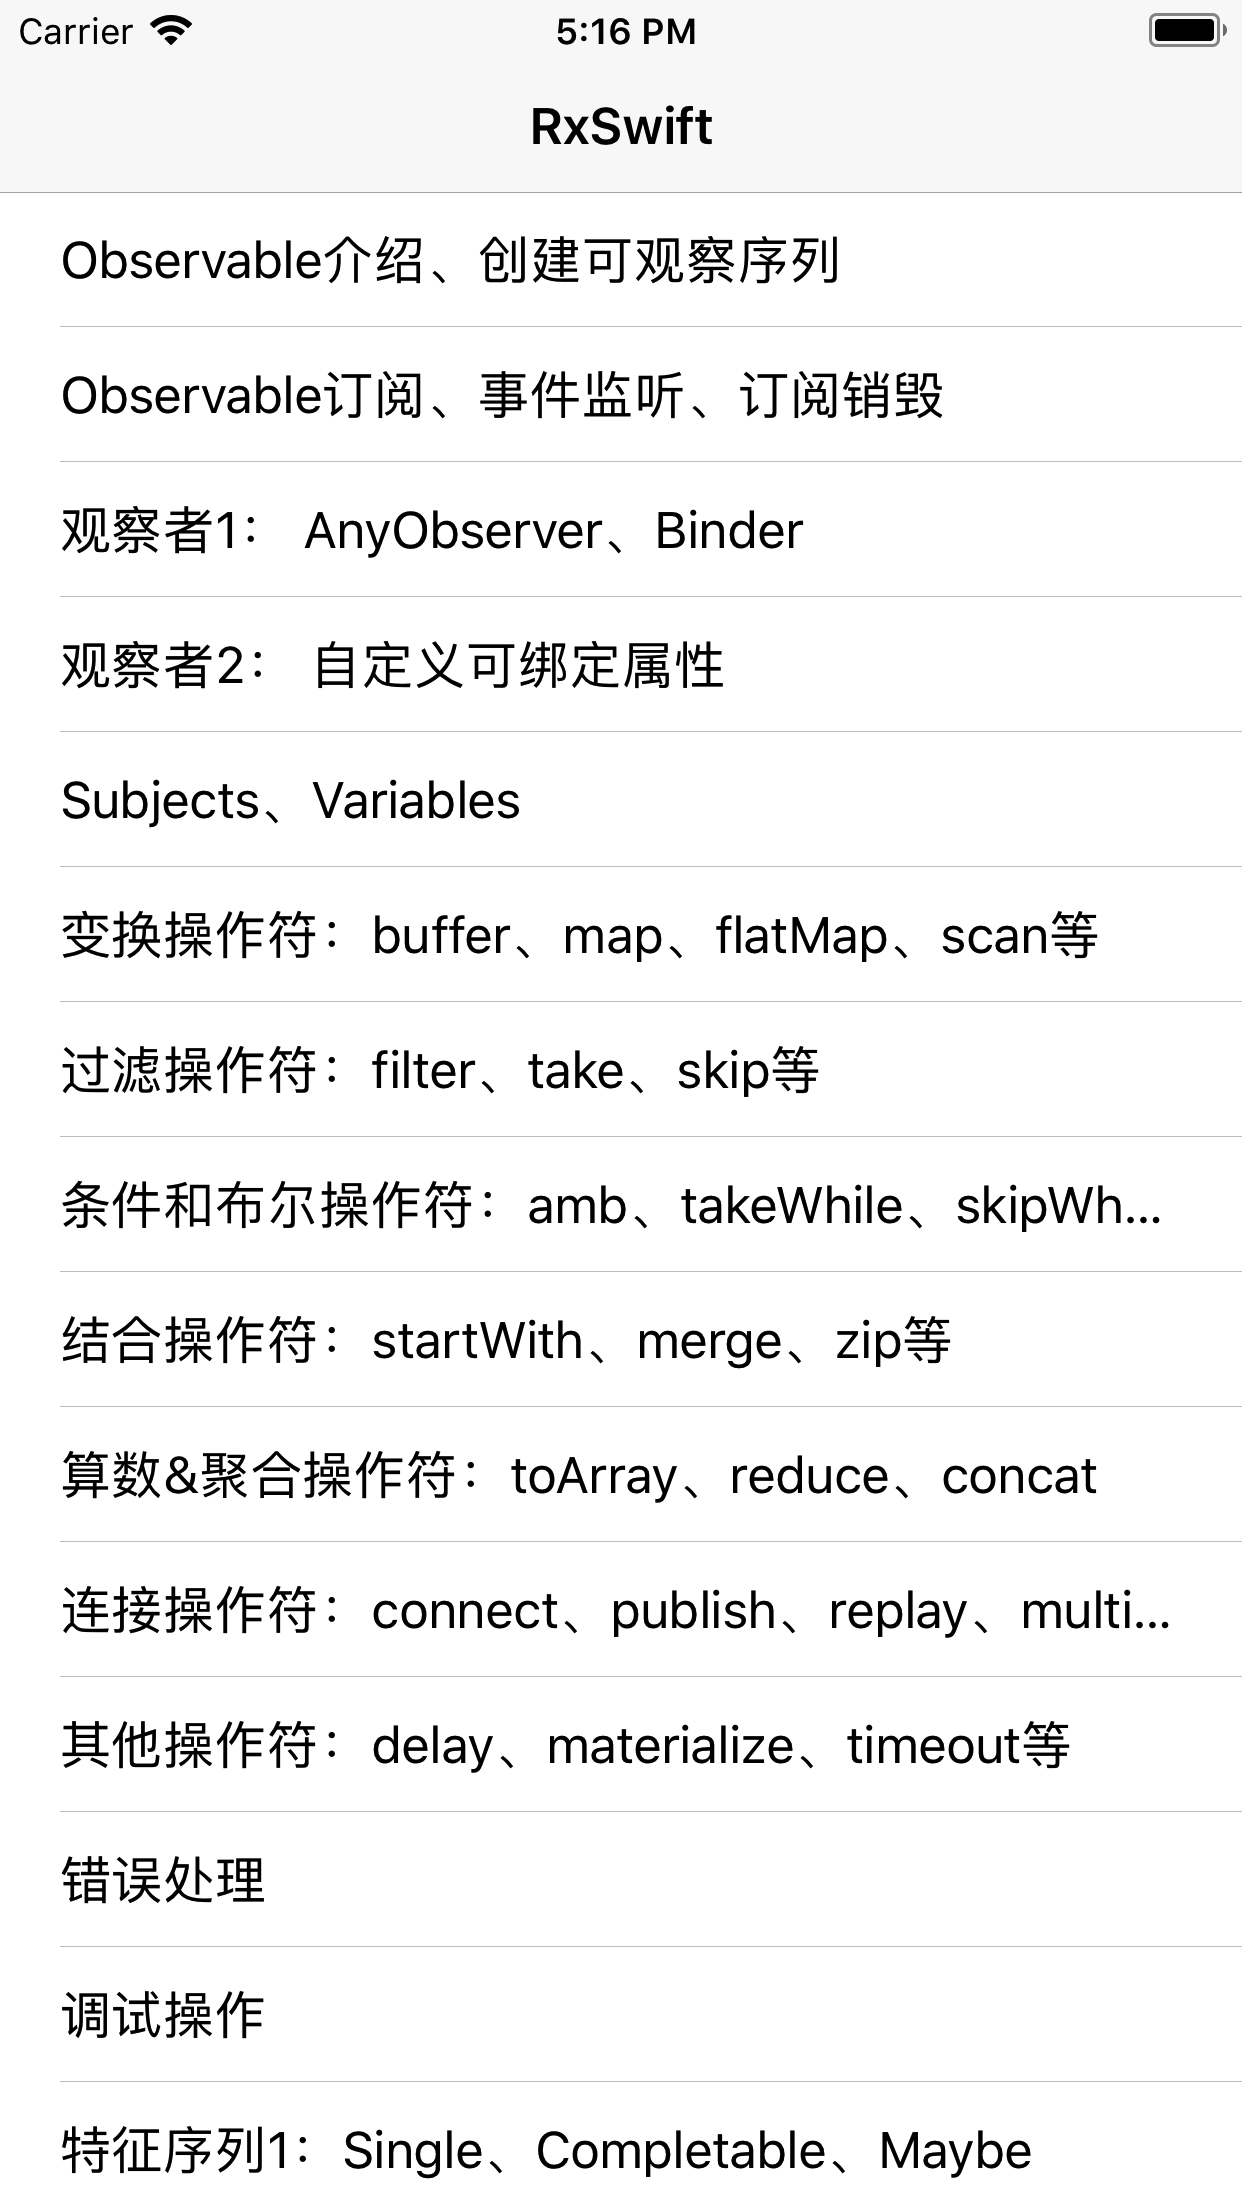 Carrier 5:16 PM
RxSwift
Observable介绍、创建可观察序列
Observable订阅、事件监听、订阅销毁
观察者1： AnyObserver、Binder
观察者2： 自定义可绑定属性
Subjects、Variables
变换操作符：buffer、map、flatMap、scan等
过滤操作符：filter、take、skip等
条件和布尔操作符：amb、takeWhile、skipWh...
结合操作符：startWith、merge、zip等
算数&聚合操作符：toArray、reduce、concat
连接操作符：connect、publish、replay、multi...
其他操作符：delay、materialize、timeout等
错误处理
调试操作
特征序列1：Single、Completable、Maybe